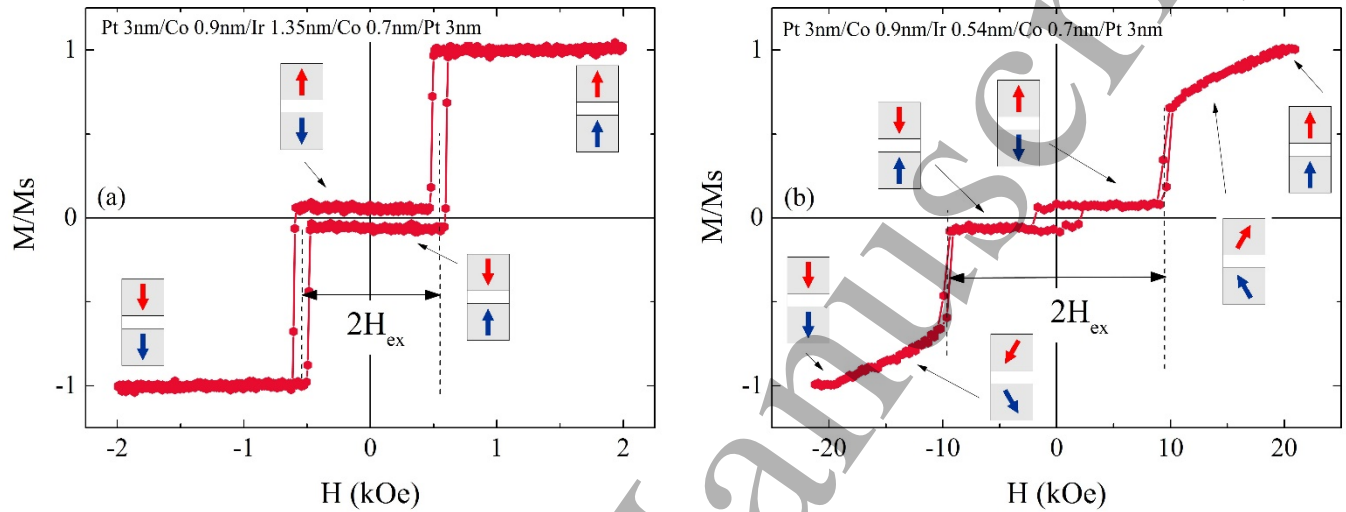 Pt 3nm/Co 0.9nm/Ir 1.35nm/Co 0.7nm/Pt 3nm
1
0
-1
M/Ms
(a)
2Hex
-2
-1
0
1
2
H (kOe)
Pt 3nm/Co 0.9nm/Ir 0.54nm/Co 0.7nm/Pt 3nm
1
0
-1
M/Ms
(b)
2Hex
-20
-10
0
10
20
H (kOe)
anuscr